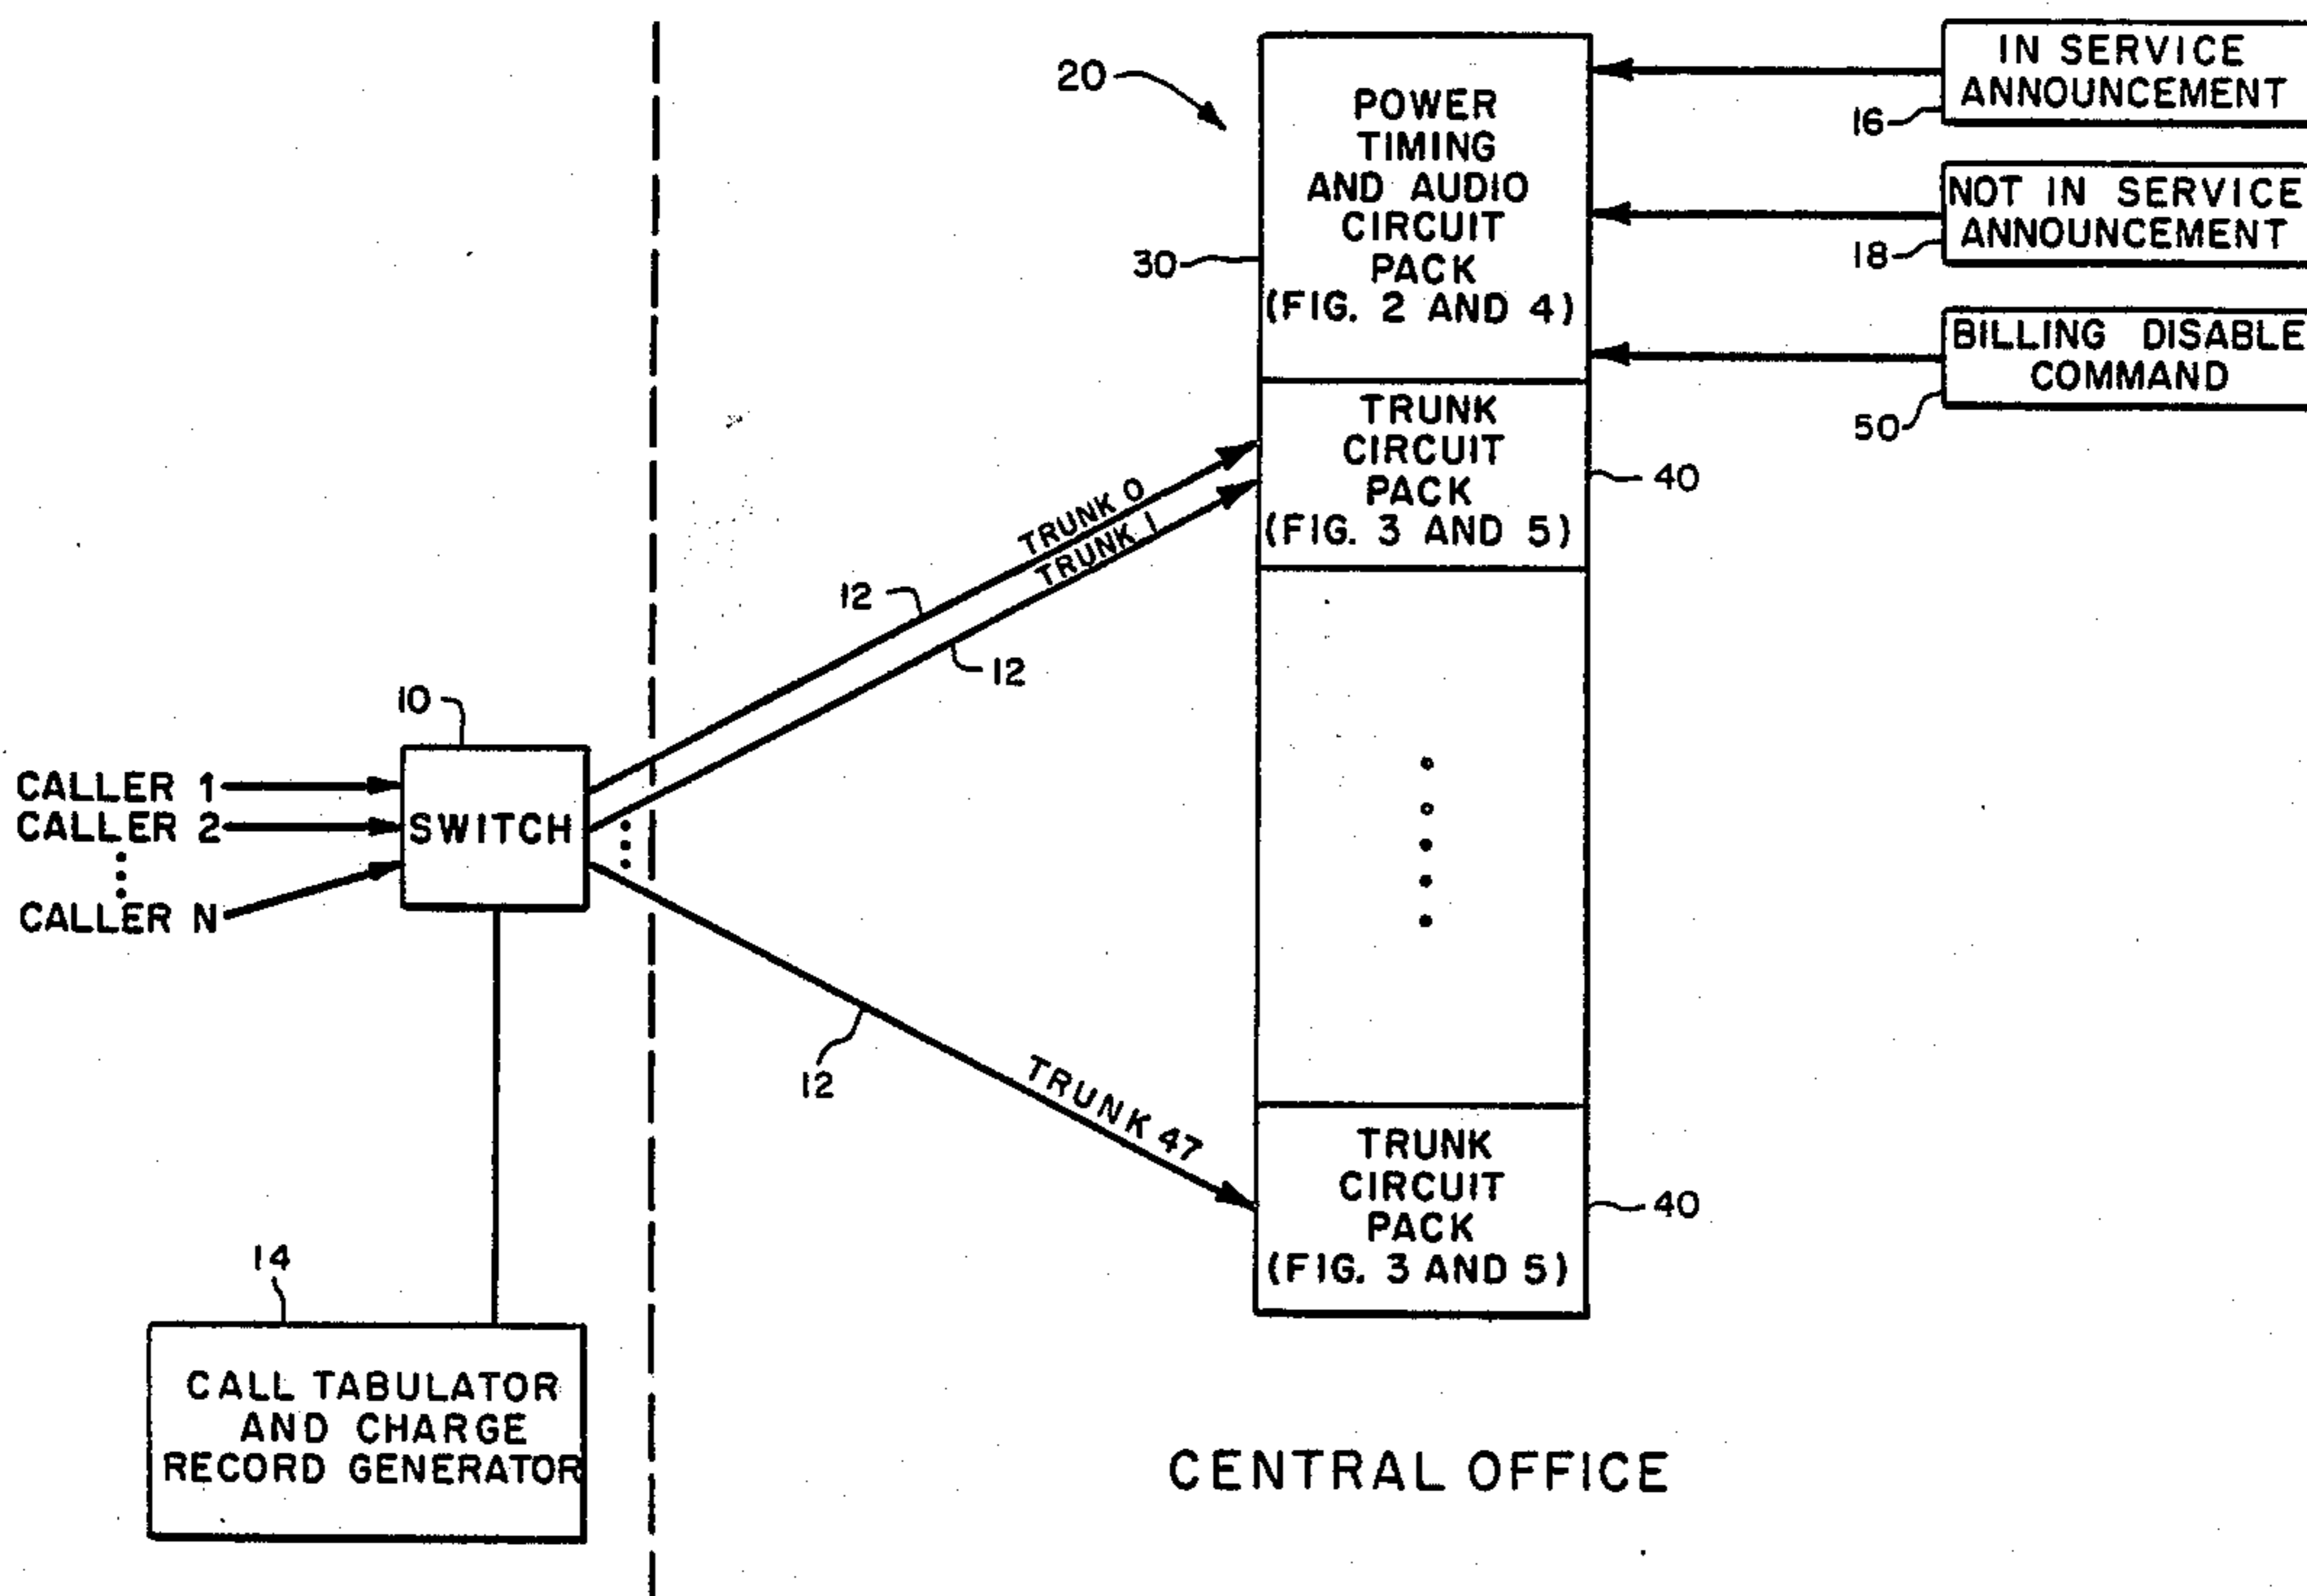 IN SERVICE
ANNOUNCEMENT
16
20
POWER
TIMING
AND AUDIO
CIRCUIT
PACK
(FIG. 2 AND 4)
30
NOT IN SERVICE
ANNOUNCEMENT
18
BILLING DISABLE
COMMAND
50
TRUNK
CIRCUIT
PACK
(FIG. 3 AND 5)
40
TRUNK 0
TRUNK 1
12
12
10
CALLER 1
CALLER 2
CALLER N
SWITCH
12
TRUNK 47
TRUNK
CIRCUIT
PACK
(FIG. 3 AND 5)
40
14
CALL TABULATOR
AND CHARGE
RECORD GENERATOR
CENTRAL OFFICE